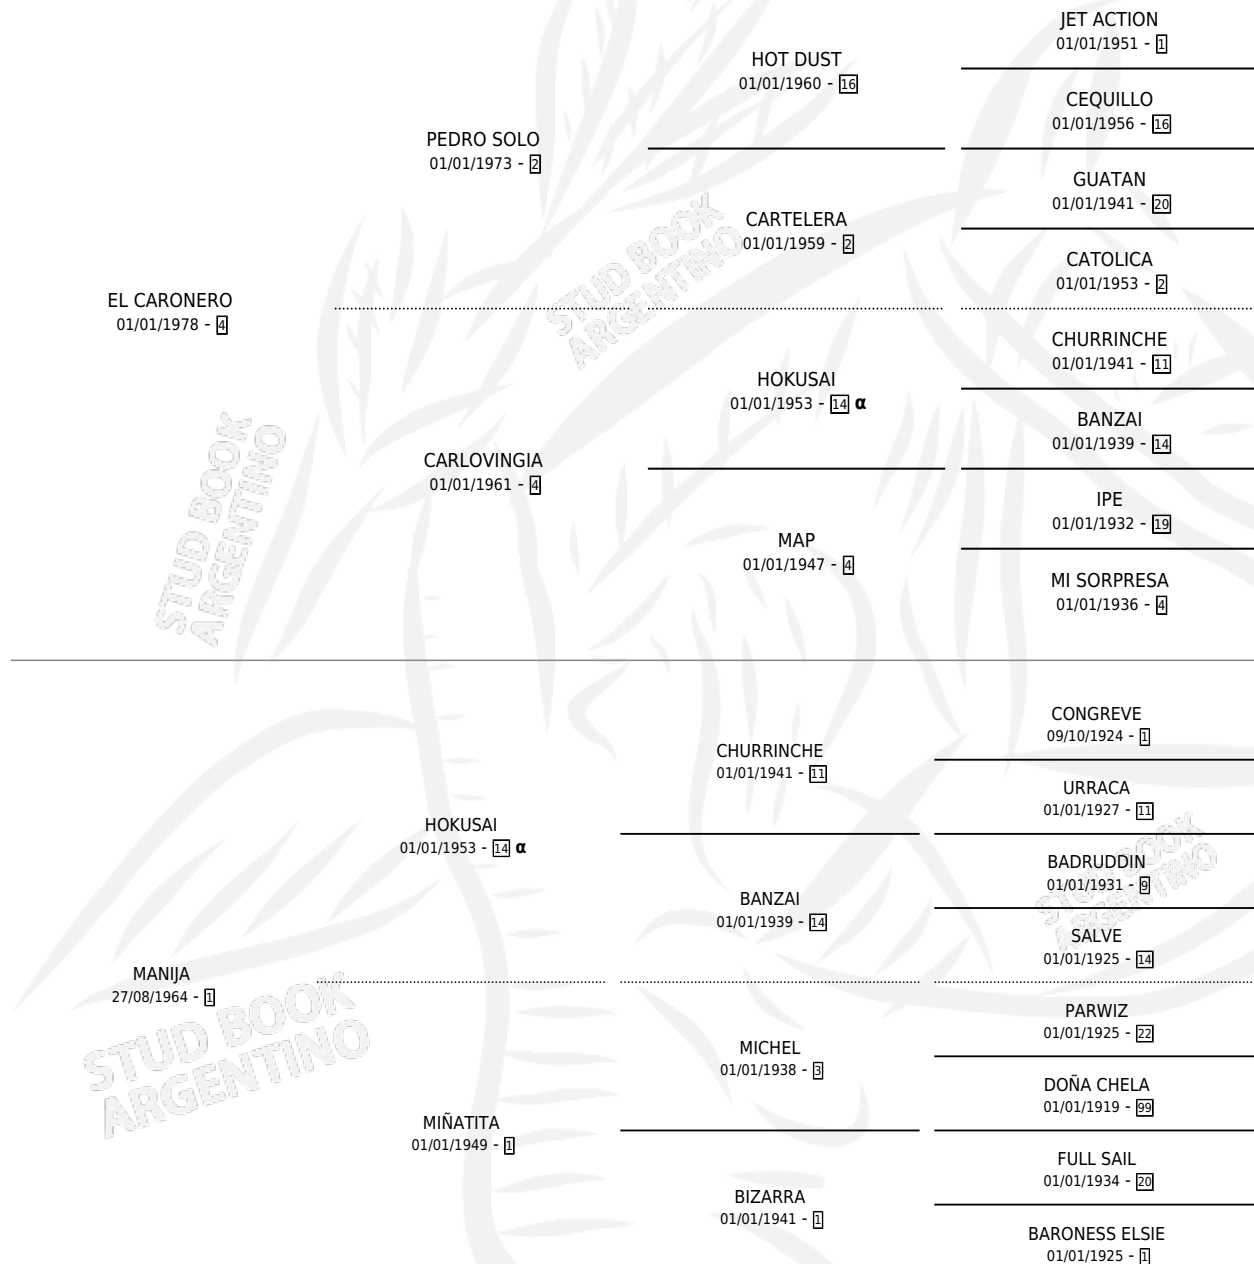 JET ACTION
01/01/1951 - 1
HOT DUST
01/01/1960 - 16
CEQUILLO
01/01/1956 - 16
PEDRO SOLO
01/01/1973 - 2
GUATAN
01/01/1941 - 20
CARTELERA
01/01/1959 - 2
CATOLICA
01/01/1953 - 2
EL CARONERO
01/01/1978 - 4
CHURRINCHE
01/01/1941 - 11
HOKUSAI
01/01/1953 - 14 α
BANZAI
01/01/1939 - 14
CARLOVINGIA
01/01/1961 - 4
IPE
01/01/1932 - 19
MAP
01/01/1947 - 4
MI SORPRESA
01/01/1936 - 4
CONGREVE
09/10/1924 - 1
CHURRINCHE
01/01/1941 - 11
URRACA
01/01/1927 - 11
HOKUSAI
01/01/1953 - 14 α
BADRUDDIN
01/01/1931 - 9
BANZAI
01/01/1939 - 14
SALVE
01/01/1925 - 14
MANIJA
27/08/1964 - 1
PARWIZ
01/01/1925 - 22
MICHEL
01/01/1938 - 3
DOÑA CHELA
01/01/1919 - 99
MIÑATITA
01/01/1949 - 1
FULL SAIL
01/01/1934 - 20
BIZARRA
01/01/1941 - 1
BARONESS ELSIE
01/01/1925 - 1
STUD BOOK
ARGENTINO
STUD BOOK
ARGENTINO
STUD BOOK
ARGENTINO
STUD BOOK
ARGENTINO